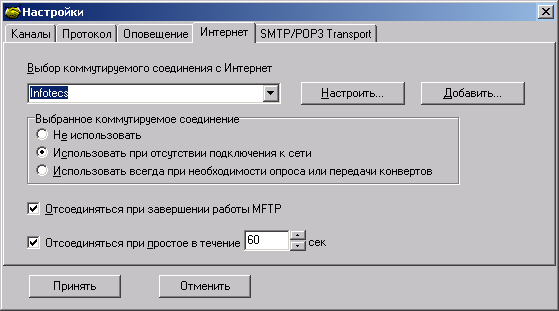 Настройки
Каналы Протокол Оповещение Интернет SMTP/POP3 Transport
Выбор коммутируемого соединения с Интернет
Infotecs Настроить... Добавить...
Выбранное коммутируемое соединение
Не использовать
Использовать при отсутствии подключения к сети
Использовать всегда при необходимости опроса или передачи конвертов
Отсоединяться при завершении работы MFTP
Отсоединяться при простое в течение 60 сек
Принять Отменить